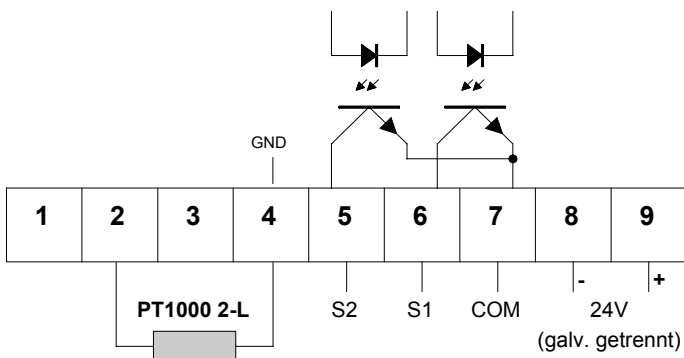 GND
1 2 3 4 5 6 7 8 9
- +
PT1000 2-L S2 S1 COM 24V
(galv. getrennt)